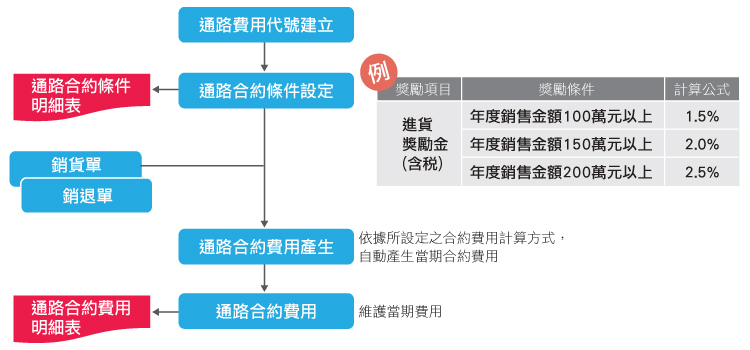 通路費用代號建立
通路合約條件
明細表
通路合約條件設定
例
獎勵項目 獎勵條件 計算公式
進貨
獎勵金
(含稅)
年度銷售金額100萬元以上 1.5%
年度銷售金額150萬元以上 2.0%
年度銷售金額200萬元以上 2.5%
銷貨單
銷退單
通路合約費用產生
依據所設定之合約費用計算方式，
自動產生當期合約費用
通路合約費用
明細表
通路合約費用
維護當期費用